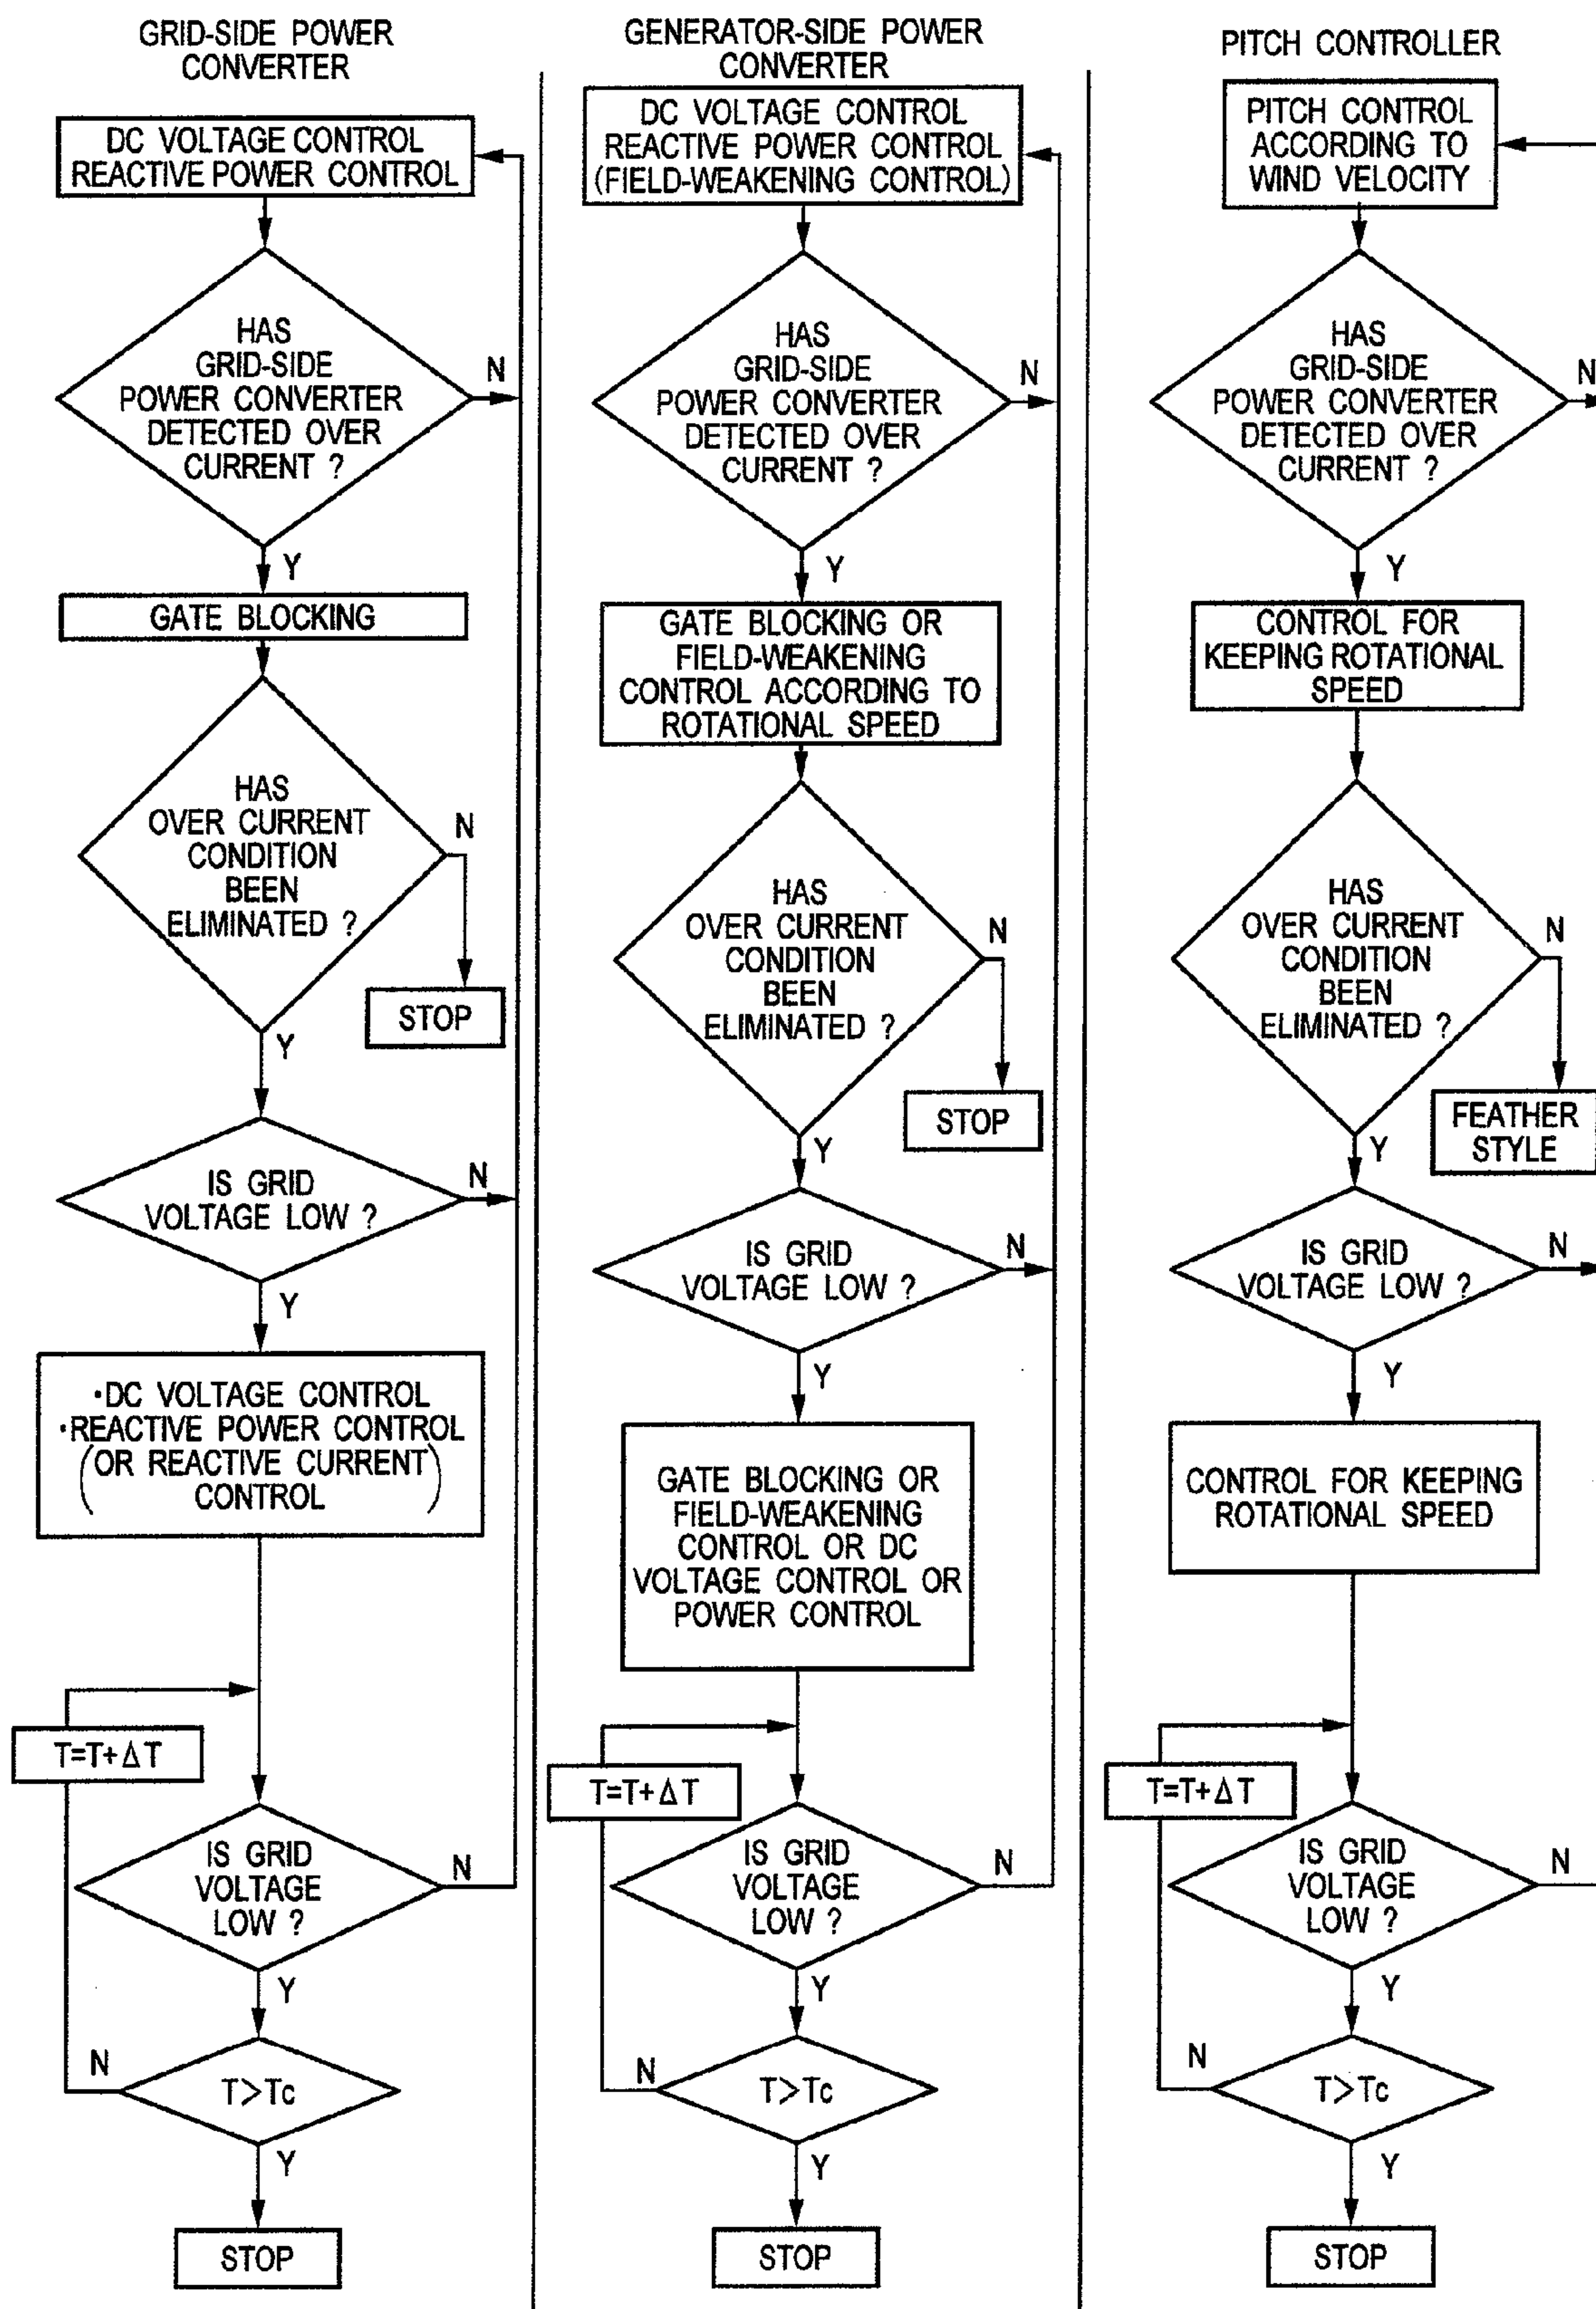 GRID-SIDE POWER
CONVERTER
DC VOLTAGE CONTROL
REACTIVE POWER CONTROL
HAS
GRID-SIDE
POWER CONVERTER
DETECTED OVER
CURRENT ?
N
Y
GATE BLOCKING
HAS
OVER CURRENT
CONDITION
BEEN
ELIMINATED ?
N
STOP
Y
IS GRID
VOLTAGE LOW ?
N
Y
•DC VOLTAGE CONTROL
•REACTIVE POWER CONTROL
(OR REACTIVE CURRENT)
CONTROL
T=T+ΔT
IS GRID
VOLTAGE
LOW ?
N
Y
N
T>Tc
Y
STOP
GENERATOR-SIDE POWER
CONVERTER
DC VOLTAGE CONTROL
REACTIVE POWER CONTROL
(FIELD-WEAKENING CONTROL)
HAS
GRID-SIDE
POWER CONVERTER
DETECTED OVER
CURRENT ?
N
Y
GATE BLOCKING OR
FIELD-WEAKENING
CONTROL ACCORDING TO
ROTATIONAL SPEED
HAS
OVER CURRENT
CONDITION
BEEN
ELIMINATED ?
N
STOP
Y
IS GRID
VOLTAGE LOW ?
N
Y
GATE BLOCKING OR
FIELD-WEAKENING
CONTROL OR DC
VOLTAGE CONTROL OR
POWER CONTROL
T=T+ΔT
IS GRID
VOLTAGE
LOW ?
N
Y
N
T>Tc
Y
STOP
PITCH CONTROLLER
PITCH CONTROL
ACCORDING TO
WIND VELOCITY
HAS
GRID-SIDE
POWER CONVERTER
DETECTED OVER
CURRENT ?
N
Y
CONTROL FOR
KEEPING ROTATIONAL
SPEED
HAS
OVER CURRENT
CONDITION
BEEN
ELIMINATED ?
N
FEATHER
STYLE
Y
IS GRID
VOLTAGE LOW ?
N
Y
CONTROL FOR KEEPING
ROTATIONAL SPEED
T=T+ΔT
IS GRID
VOLTAGE
LOW ?
N
Y
N
T>Tc
Y
STOP